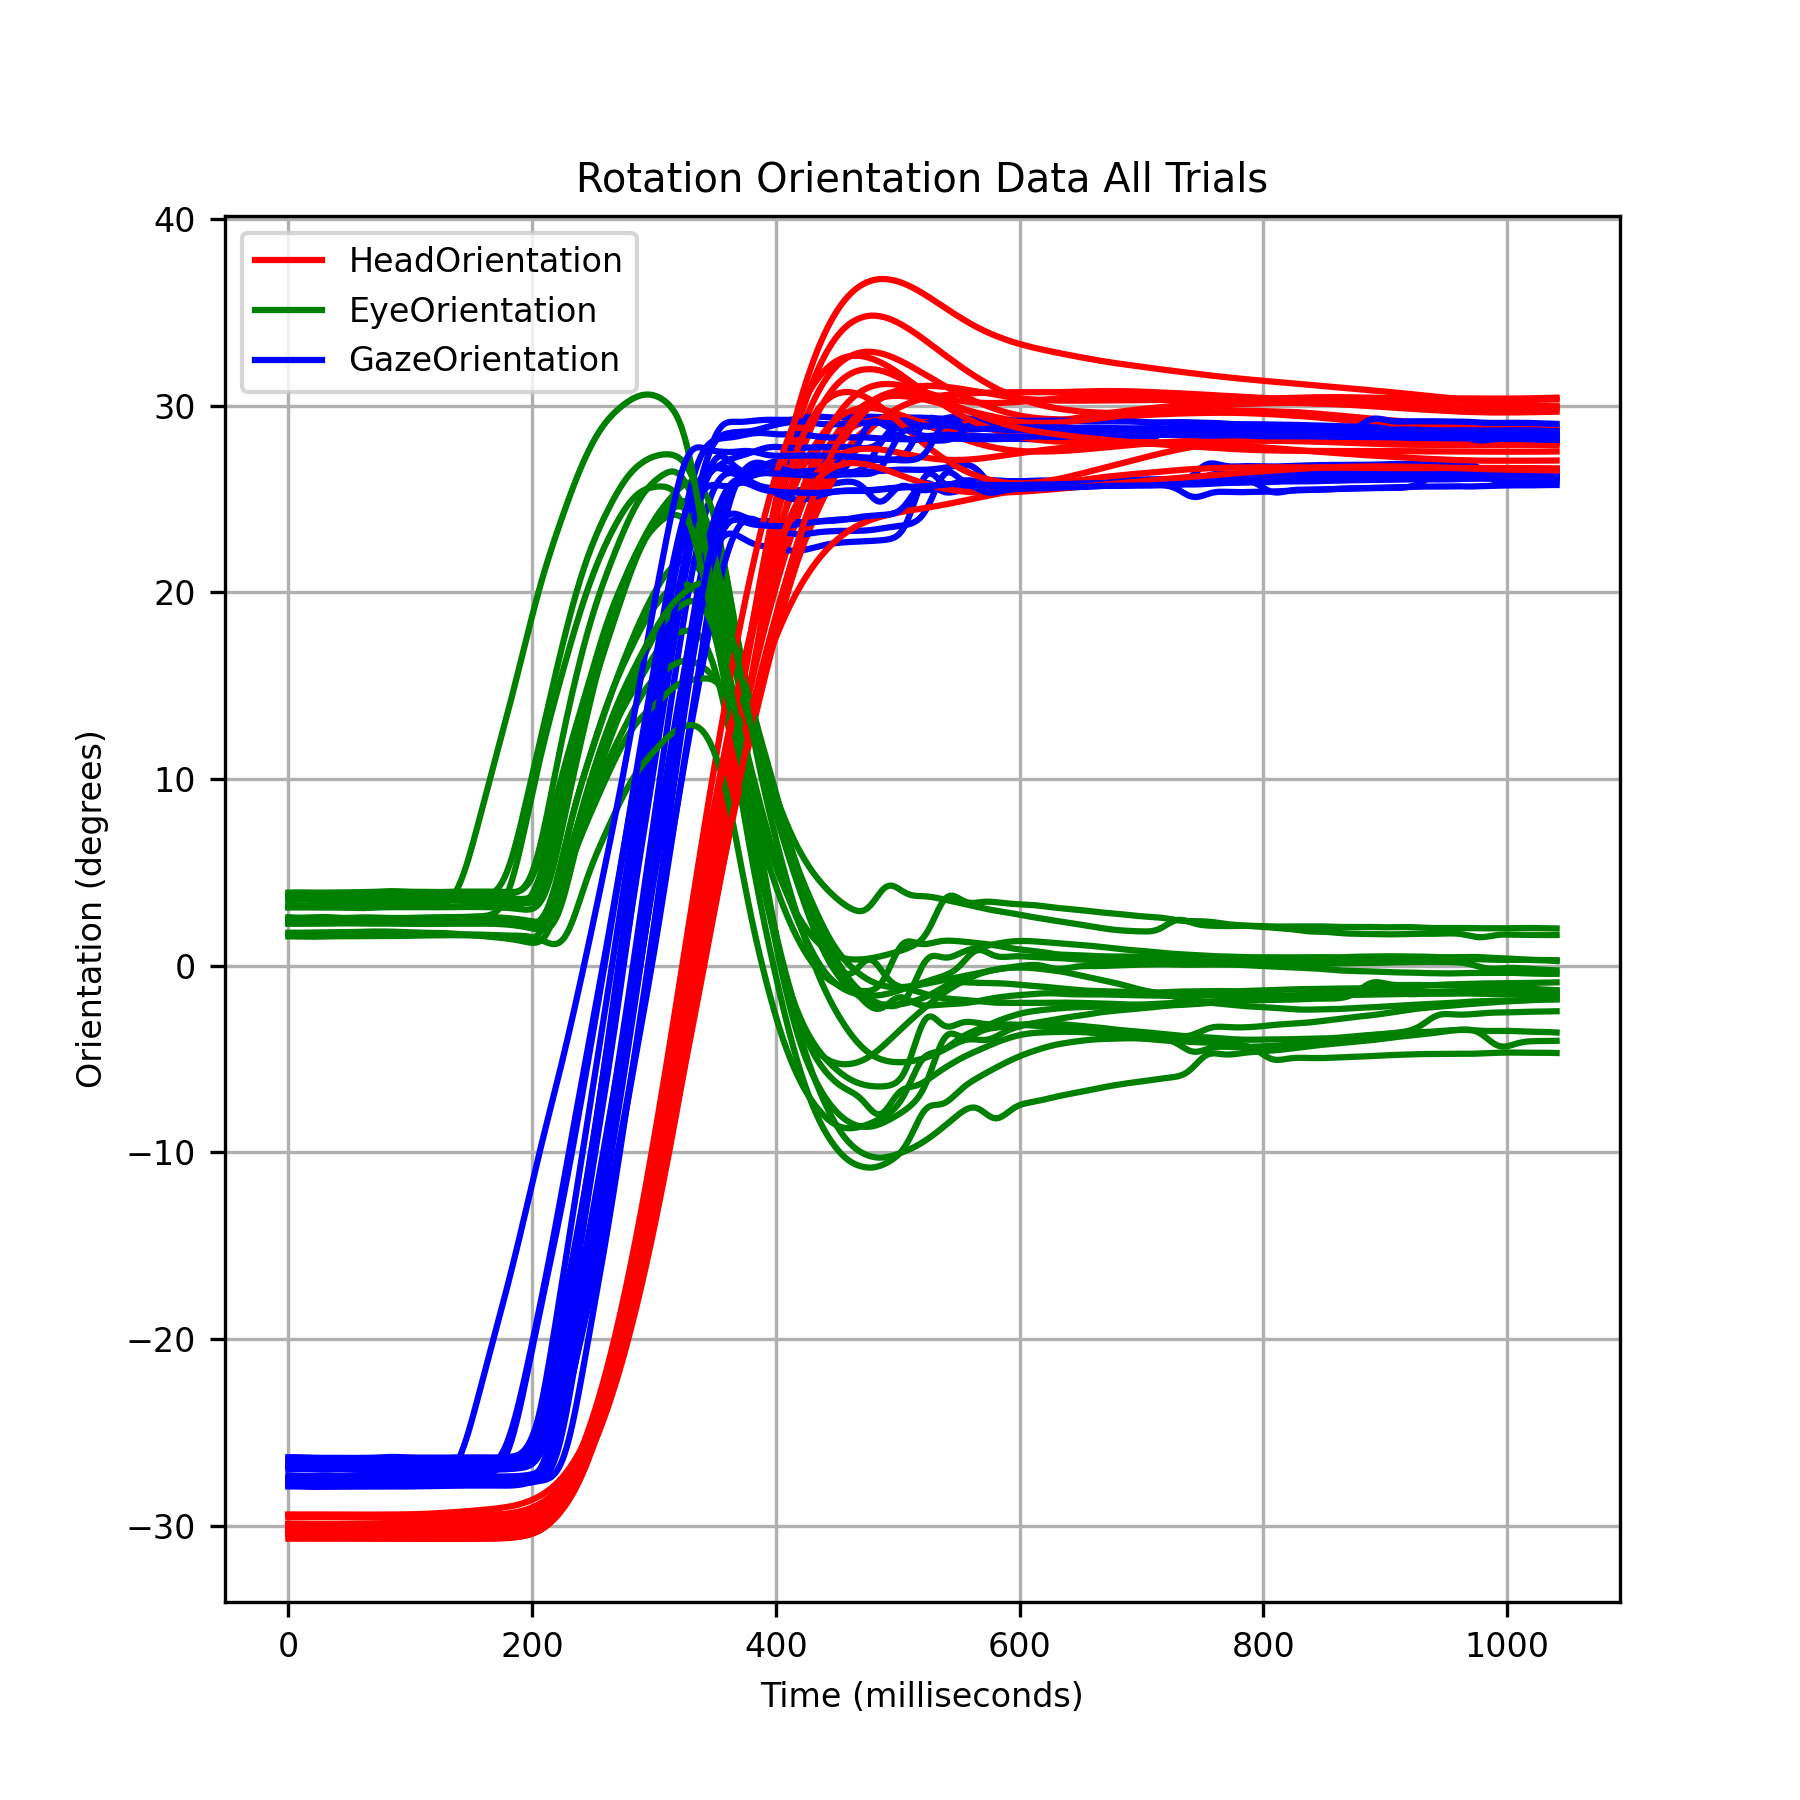 Rotation Orientation Data All Trials
HeadOrientation
EyeOrientation
GazeOrientation
Orientation (degrees)
40
30
20
10
0
−10
−20
−30
0 200 400 600 800 1000
Time (milliseconds)